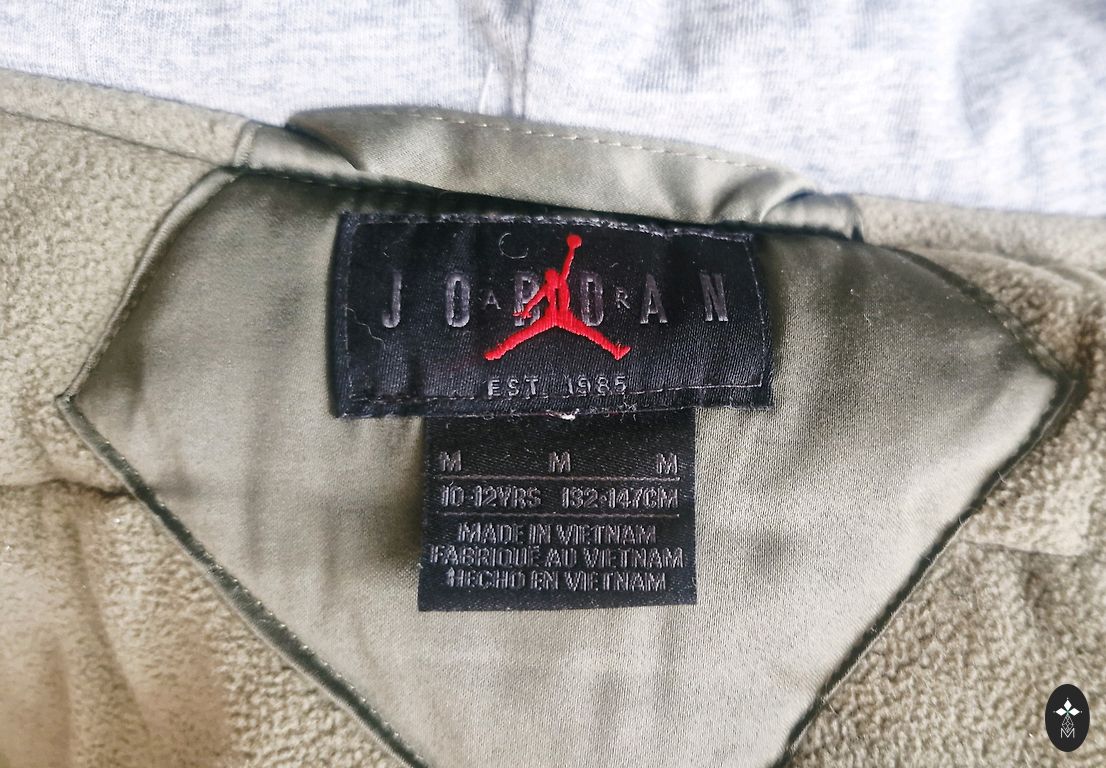 JORDAN
AIR
EST. 1985
M M M
10-12YRS 132-147CM
MADE IN VIETNAM
FABRIQUÉ AU VIETNAM
HECHO EN VIETNAM
M